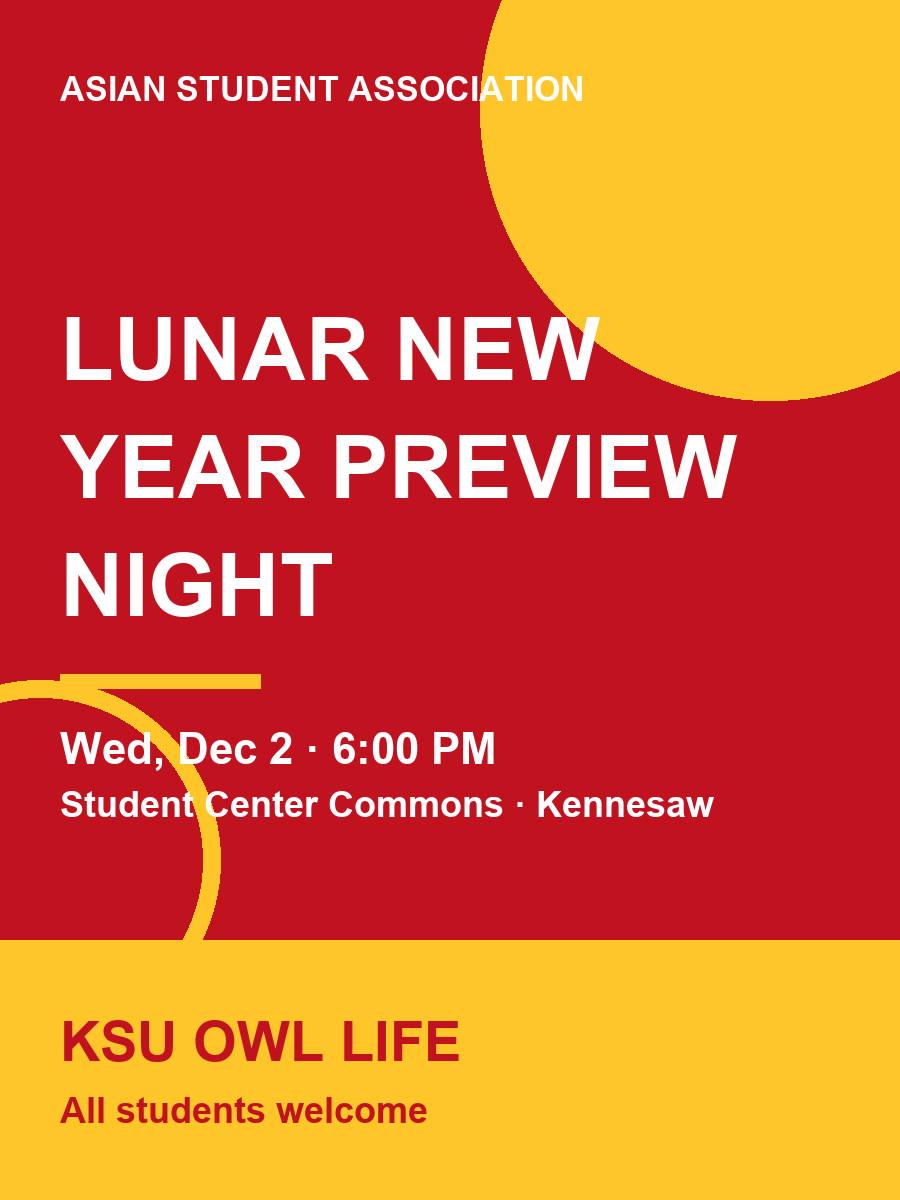 ASIAN STUDENT ASSOCIATION
LUNAR NEW
YEAR PREVIEW
NIGHT
Wed, Dec 2 · 6:00 PM
Student Center Commons · Kennesaw
KSU OWL LIFE
All students welcome